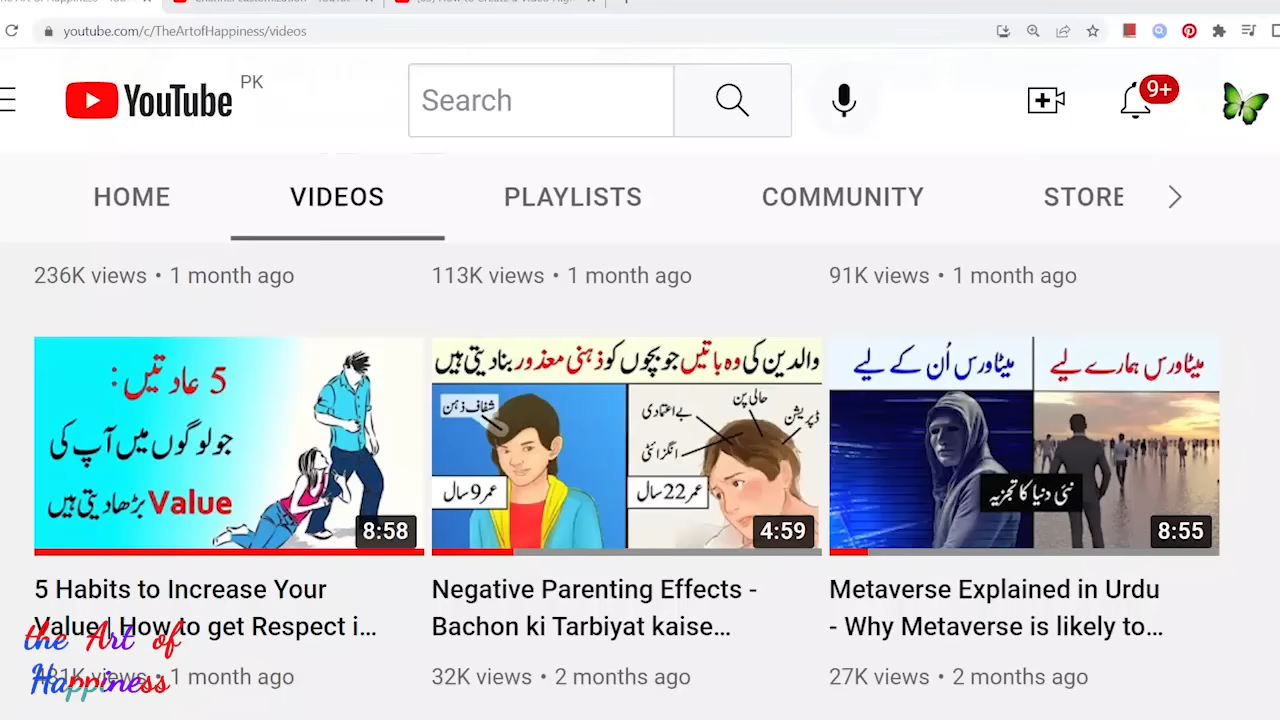 youtube.com/c/TheArtofHappiness/videos
YouTube PK
Search
9+
HOME VIDEOS PLAYLISTS COMMUNITY STORE
236K views • 1 month ago
113K views • 1 month ago
91K views • 1 month ago
5 عادتیں:
جو لوگوں میں آپ کی
Value بڑھا دیتی ہیں
8:58
والدین کی وہ باتیں جو بچوں کو ذہنی معذور بنا دیتی ہیں
شفاف ذہن
عمر 9 سال
خالی پن
بے اعتمادی
ڈپریشن
انگزائٹی
عمر 22 سال
4:59
میٹاورس ہمارے لیے
میٹاورس اُن کے لیے
نئی دنیا کا تجزیہ
8:55
5 Habits to Increase Your
Value | How to get Respect i...
1 month ago
Negative Parenting Effects -
Bachon ki Tarbiyat kaise...
32K views • 2 months ago
Metaverse Explained in Urdu
- Why Metaverse is likely to...
27K views • 2 months ago
the Art of
Happiness